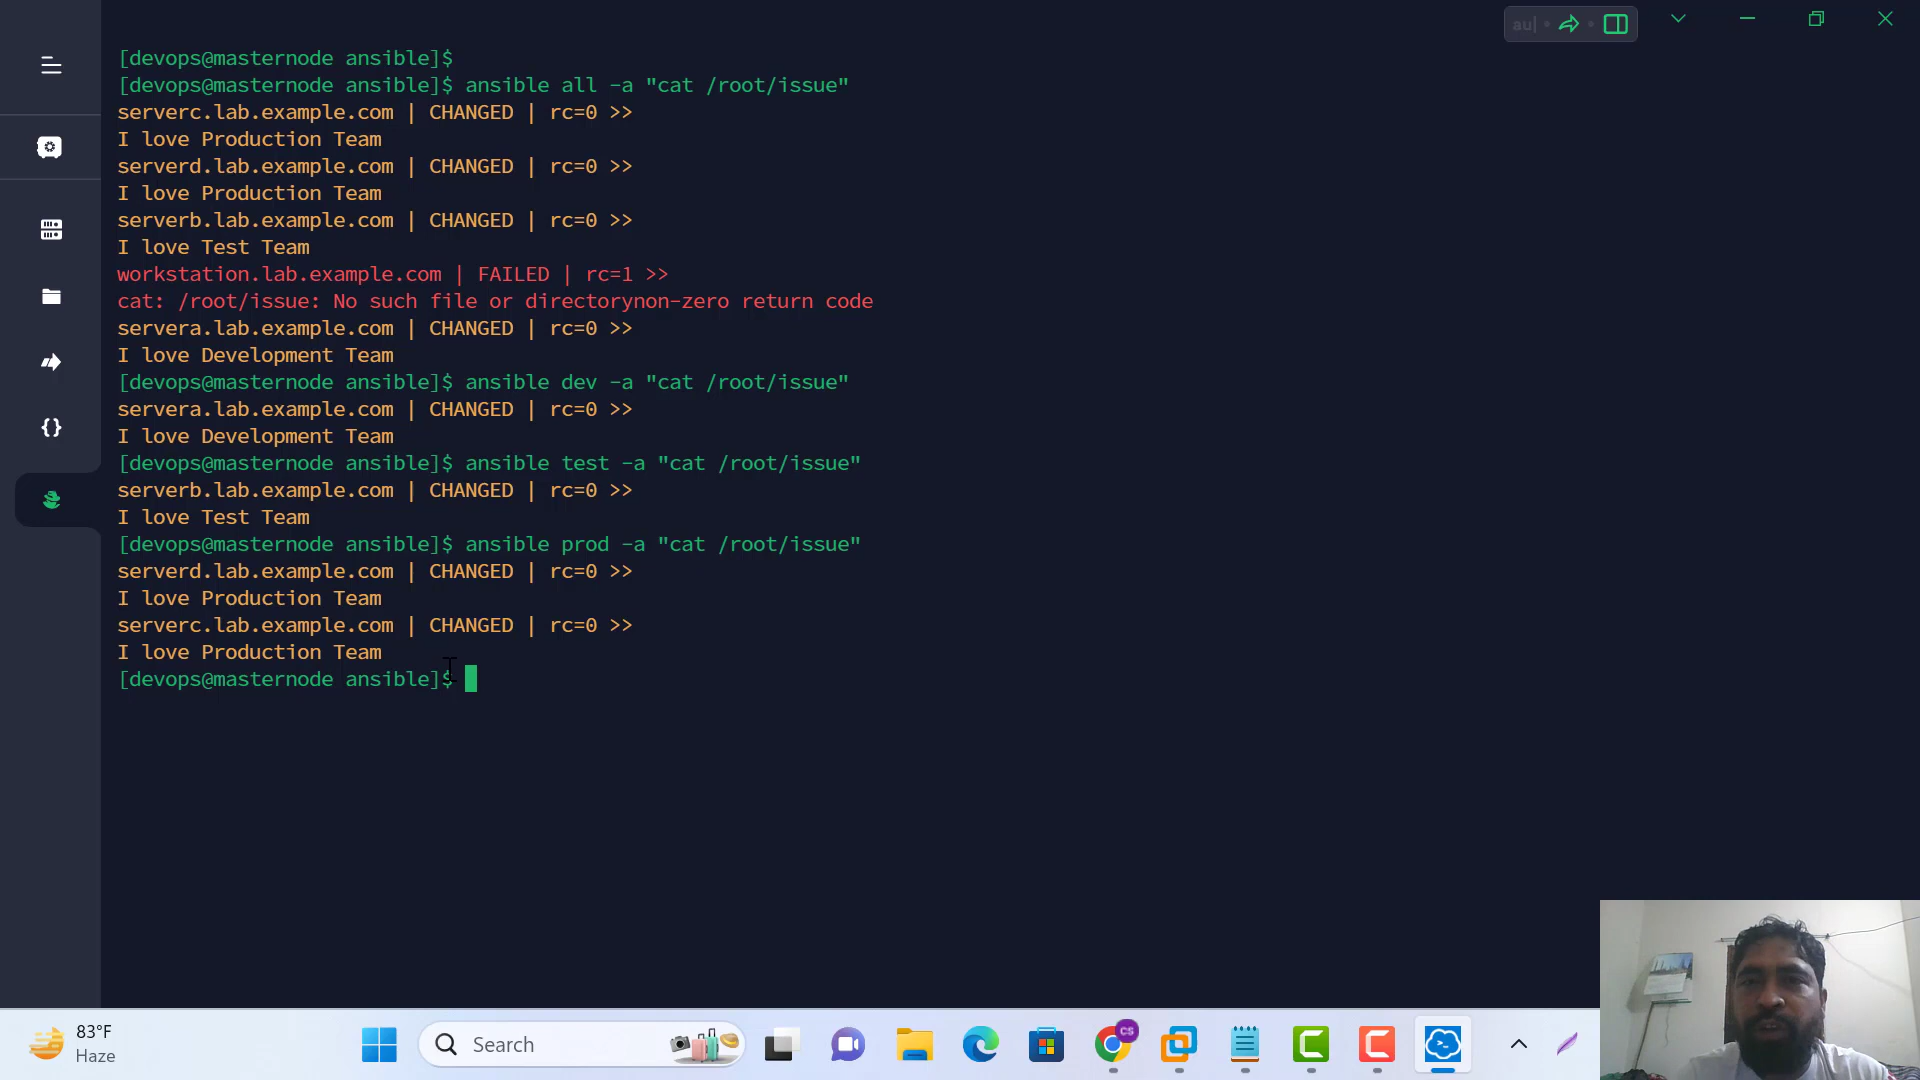 au|
[devops@masternode ansible]$
[devops@masternode ansible]$ ansible all -a "cat /root/issue"
serverc.lab.example.com | CHANGED | rc=0 >>
I love Production Team
serverd.lab.example.com | CHANGED | rc=0 >>
I love Production Team
serverb.lab.example.com | CHANGED | rc=0 >>
I love Test Team
workstation.lab.example.com | FAILED | rc=1 >>
cat: /root/issue: No such file or directorynon-zero return code
servera.lab.example.com | CHANGED | rc=0 >>
I love Development Team
[devops@masternode ansible]$ ansible dev -a "cat /root/issue"
servera.lab.example.com | CHANGED | rc=0 >>
I love Development Team
[devops@masternode ansible]$ ansible test -a "cat /root/issue"
serverb.lab.example.com | CHANGED | rc=0 >>
I love Test Team
[devops@masternode ansible]$ ansible prod -a "cat /root/issue"
serverd.lab.example.com | CHANGED | rc=0 >>
I love Production Team
serverc.lab.example.com | CHANGED | rc=0 >>
I love Production Team
[devops@masternode ansible]$
83°F
Haze
Search
CS